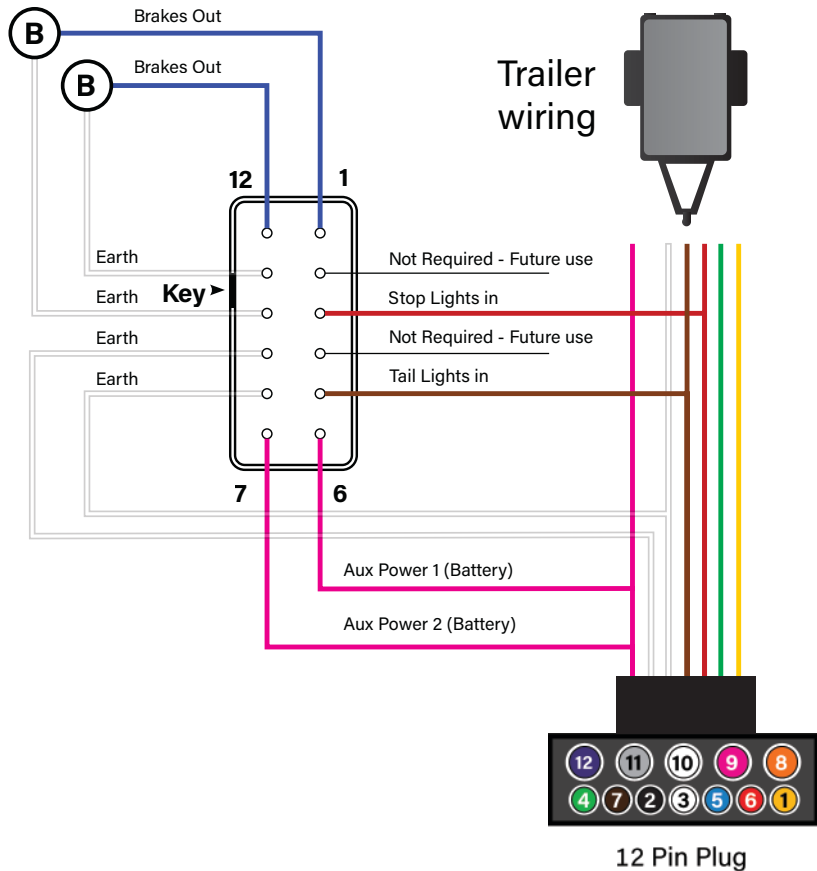 B
Brakes Out
B
Brakes Out
Trailer
wiring
12
1
Earth
Not Required - Future use
Key
Earth
Stop Lights in
Earth
Not Required - Future use
Earth
Tail Lights in
7
6
Aux Power 1 (Battery)
Aux Power 2 (Battery)
12 11 10 9 8
4 7 2 3 5 6 1
12 Pin Plug